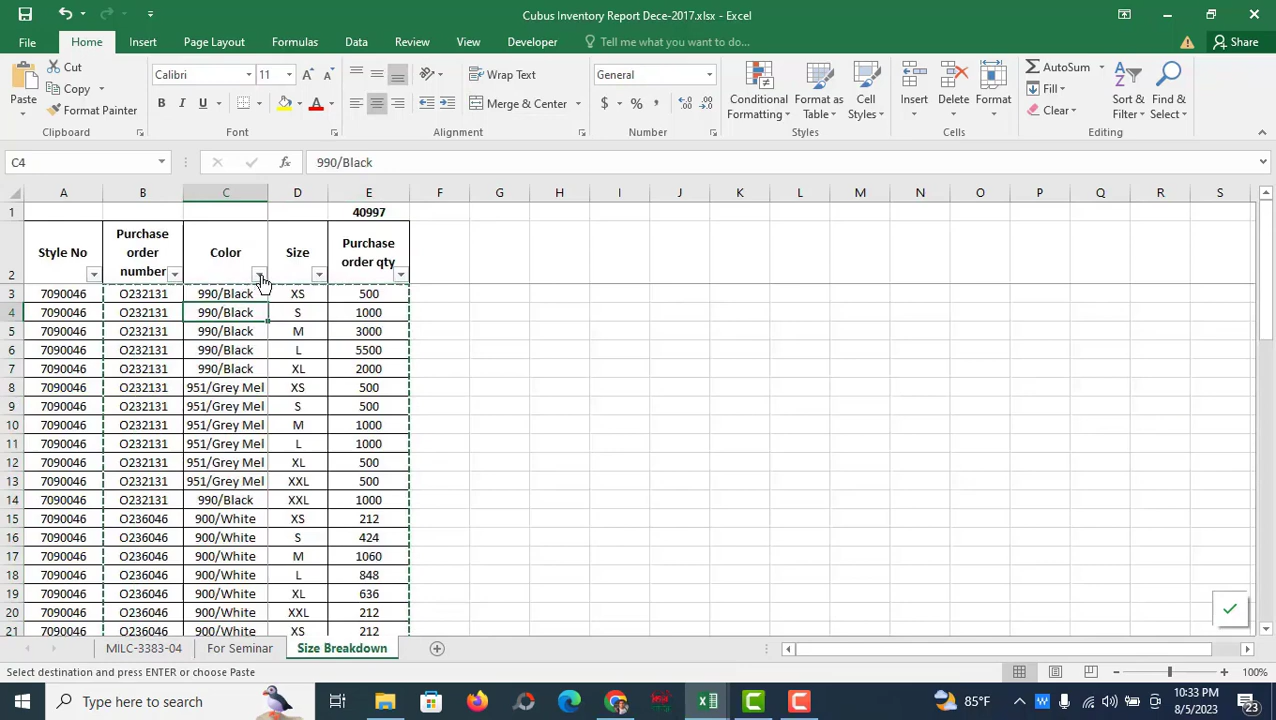 Cubus Inventory Report Dece-2017.xlsx - Excel
File Home Insert Page Layout Formulas Data Review View Developer Tell me what you want to do... Share
Paste Cut Copy Format Painter
Calibri 11 Wrap Text General AutoSum
B I U Merge & Center $ % Fill Clear
Conditional Formatting Format as Table Cell Styles Insert Delete Format Sort & Filter Find & Select
Clipboard Font Alignment Number Styles Cells Editing
C4 fx 990/Black
A B C D E F G H I J K L M N O P Q R S
1 40997
2 Style No Purchase order number Color Size Purchase order qty
3 7090046 O232131 990/Black XS 500
4 7090046 O232131 990/Black S 1000
5 7090046 O232131 990/Black M 3000
6 7090046 O232131 990/Black L 5500
7 7090046 O232131 990/Black XL 2000
8 7090046 O232131 951/Grey Mel XS 500
9 7090046 O232131 951/Grey Mel S 500
10 7090046 O232131 951/Grey Mel M 1000
11 7090046 O232131 951/Grey Mel L 1000
12 7090046 O232131 951/Grey Mel XL 500
13 7090046 O232131 951/Grey Mel XXL 500
14 7090046 O232131 990/Black XXL 1000
15 7090046 O236046 900/White XS 212
16 7090046 O236046 900/White S 424
17 7090046 O236046 900/White M 1060
18 7090046 O236046 900/White L 848
19 7090046 O236046 900/White XL 636
20 7090046 O236046 900/White XXL 212
21 7090046 O236046 900/White XS 212
MILC-3383-04 For Seminar Size Breakdown
Select destination and press ENTER or choose Paste 100%
Type here to search 85°F 10:33 PM
8/5/2023 23